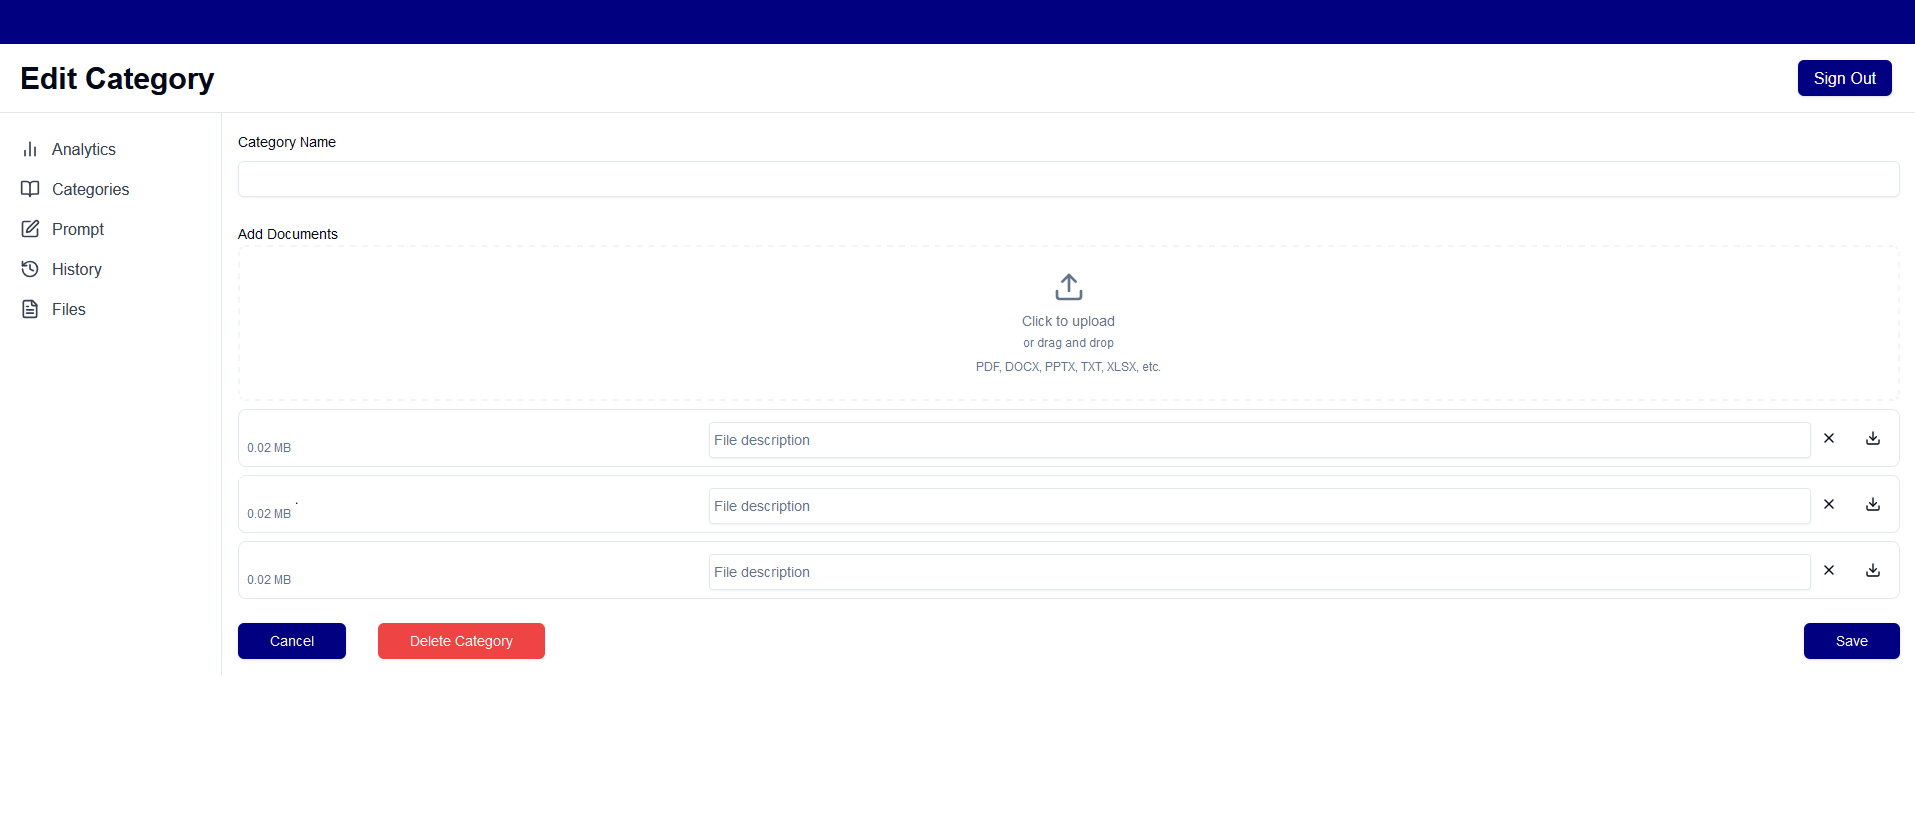 Edit Category
Sign Out
Analytics
Categories
Prompt
History
Files
Category Name
Add Documents
Click to upload
or drag and drop
PDF, DOCX, PPTX, TXT, XLSX, etc.
0.02 MB
File description
.
0.02 MB
File description
0.02 MB
File description
Cancel
Delete Category
Save